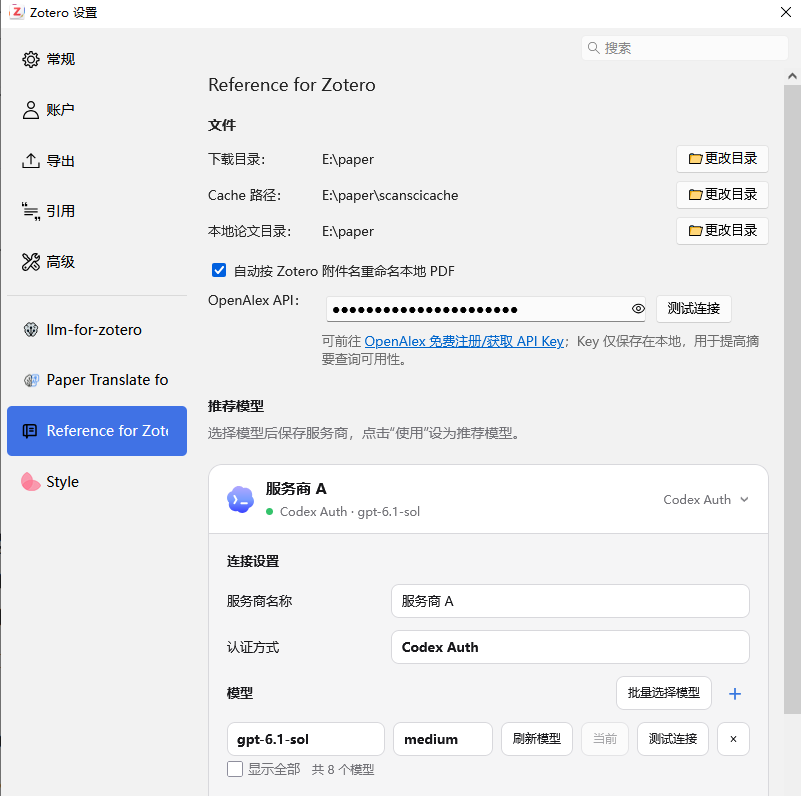 Zotero 设置
搜索
常规
账户
导出
引用
高级
llm-for-zotero
Paper Translate fo
Reference for Zote
Style
Reference for Zotero
文件
下载目录： E:\paper 更改目录
Cache 路径： E:\paper\scanscicache 更改目录
本地论文目录： E:\paper 更改目录
自动按 Zotero 附件名重命名本地 PDF
OpenAlex API： ●●●●●●●●●●●●●●●●●●●●●● 测试连接
可前往 OpenAlex 免费注册/获取 API Key；Key 仅保存在本地，用于提高摘
要查询可用性。
推荐模型
选择模型后保存服务商，点击“使用”设为推荐模型。
服务商 A
Codex Auth · gpt-6.1-sol
Codex Auth
连接设置
服务商名称 服务商 A
认证方式 Codex Auth
模型 批量选择模型 +
gpt-6.1-sol medium 刷新模型 当前 测试连接 ×
显示全部 共 8 个模型